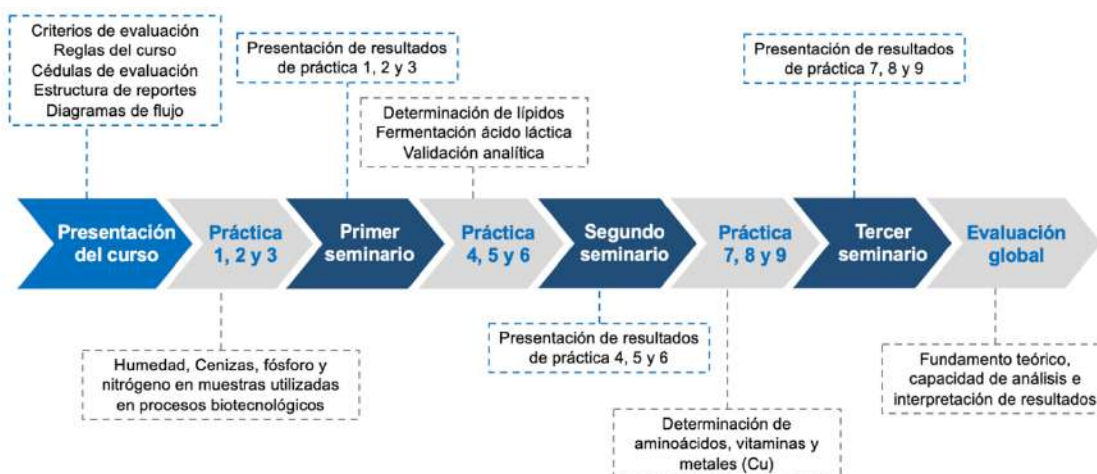 Criterios de evaluación
Reglas del curso
Cédulas de evaluación
Estructura de reportes
Diagramas de flujo
Presentación de resultados
de práctica 1, 2 y 3
Determinación de lípidos
Fermentación ácido láctica
Validación analítica
Presentación de resultados
de práctica 7, 8 y 9
Presentación
del curso
Práctica
1, 2 y 3
Primer
seminario
Práctica
4, 5 y 6
Segundo
seminario
Práctica
7, 8 y 9
Tercer
seminario
Evaluación
global
Humedad, Cenizas, fósforo y
nitrógeno en muestras utilizadas
en procesos biotecnológicos
Presentación de resultados
de práctica 4, 5 y 6
Determinación de
aminoácidos, vitaminas y
metales (Cu)
Fundamento teórico,
capacidad de análisis e
interpretación de resultados